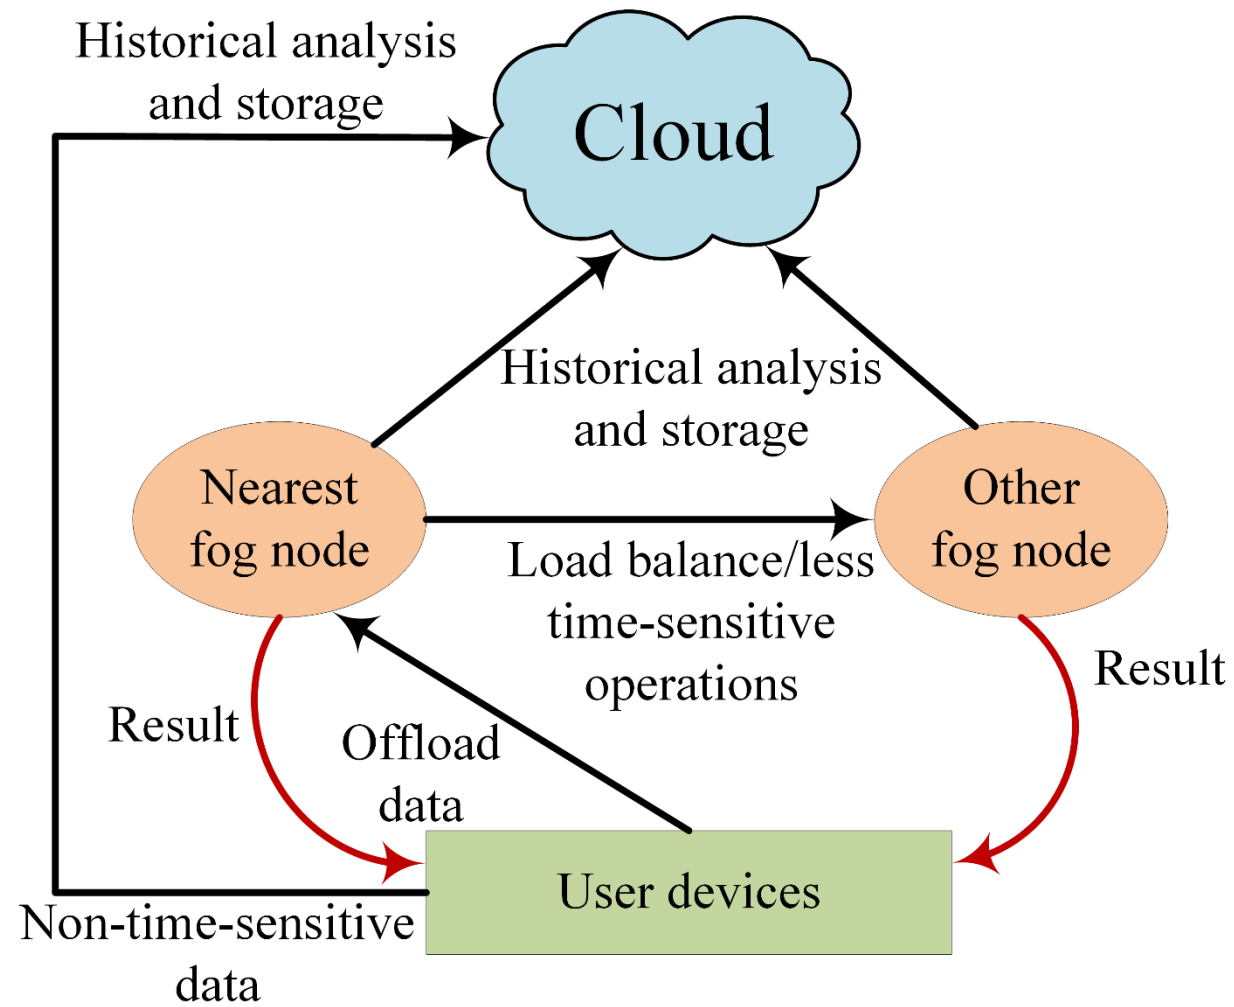 Historical analysis
and storage
Cloud
Historical analysis
and storage
Nearest
fog node
Other
fog node
Load balance/less
time-sensitive
operations
Result
Result
Offload
data
User devices
Non-time-sensitive
data